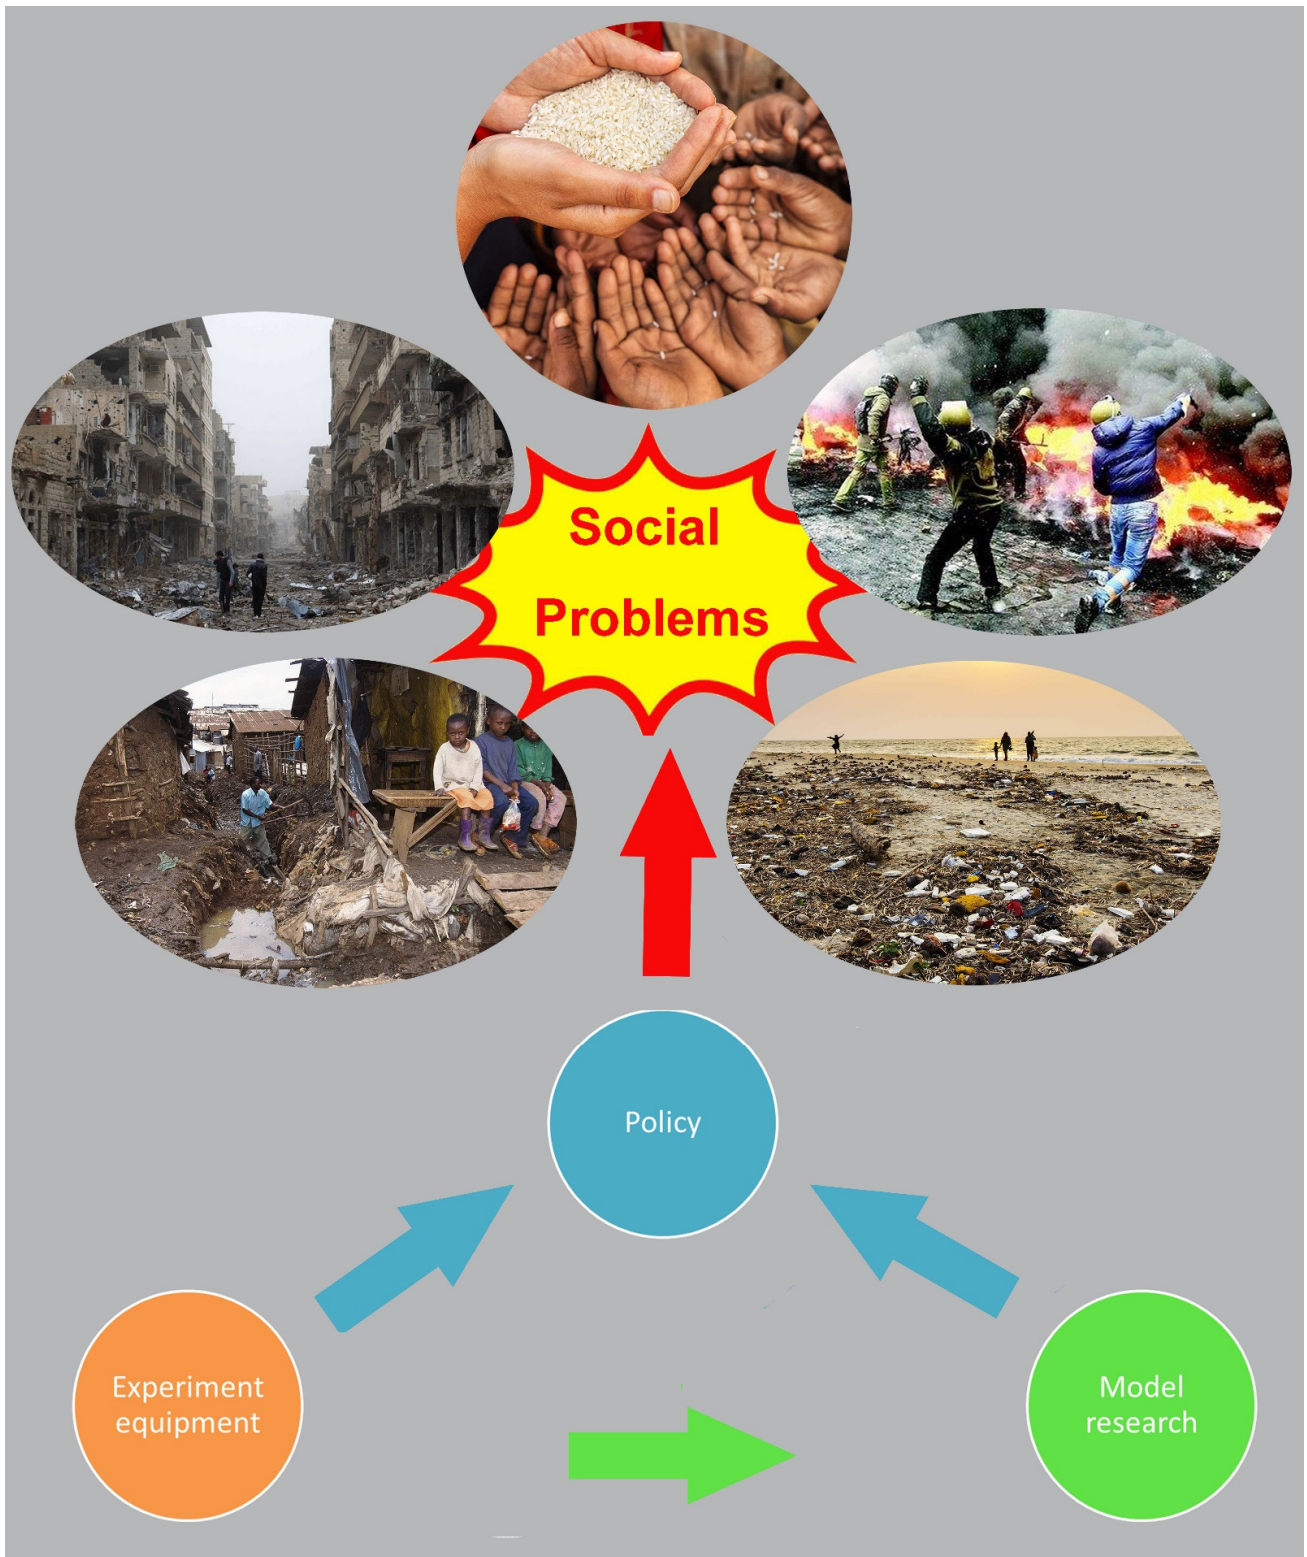 Social
Problems
Policy
Experiment
equipment
Model
research